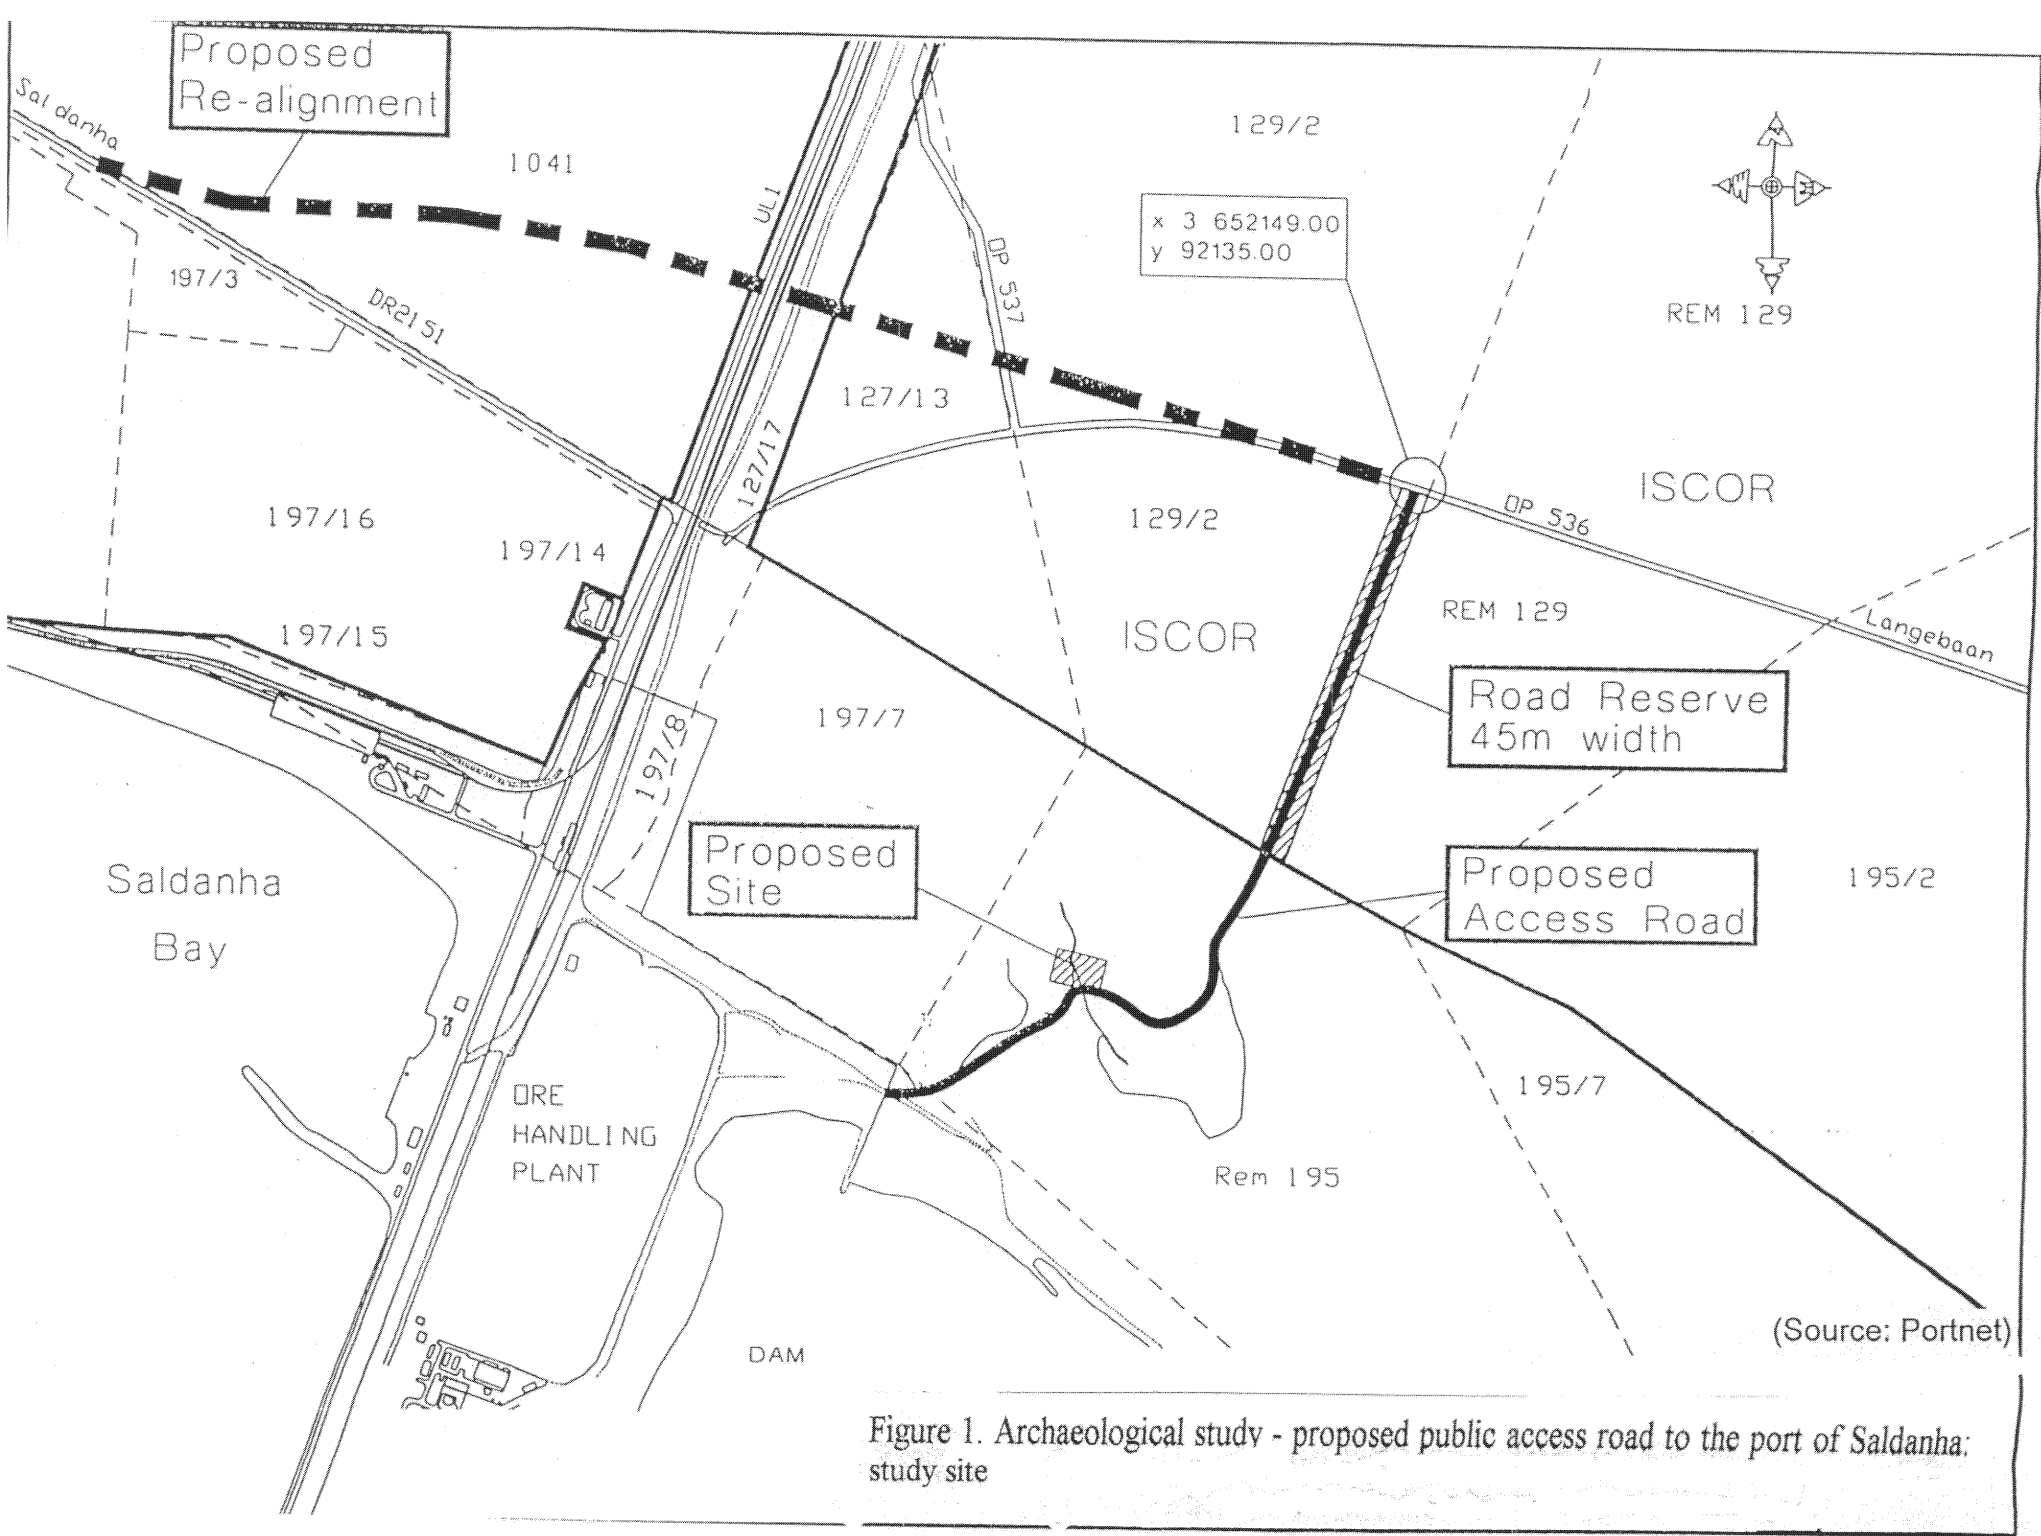 Proposed
Re-alignment
Saldanha
1041
129/2
UL1
x 3 652149.00
y 92135.00
N
W
E
S
REM 129
197/3
DR2151
OP 537
127/13
127/17
ISCOR
OP 536
197/16
197/14
129/2
REM 129
ISCOR
Langebaan
197/15
Road Reserve
45m width
197/7
197/8
Proposed
Site
Proposed
Access Road
195/2
Saldanha
Bay
195/7
ORE
HANDLING
PLANT
Rem 195
DAM
(Source: Portnet)
Figure 1. Archaeological study - proposed public access road to the port of Saldanha:
study site